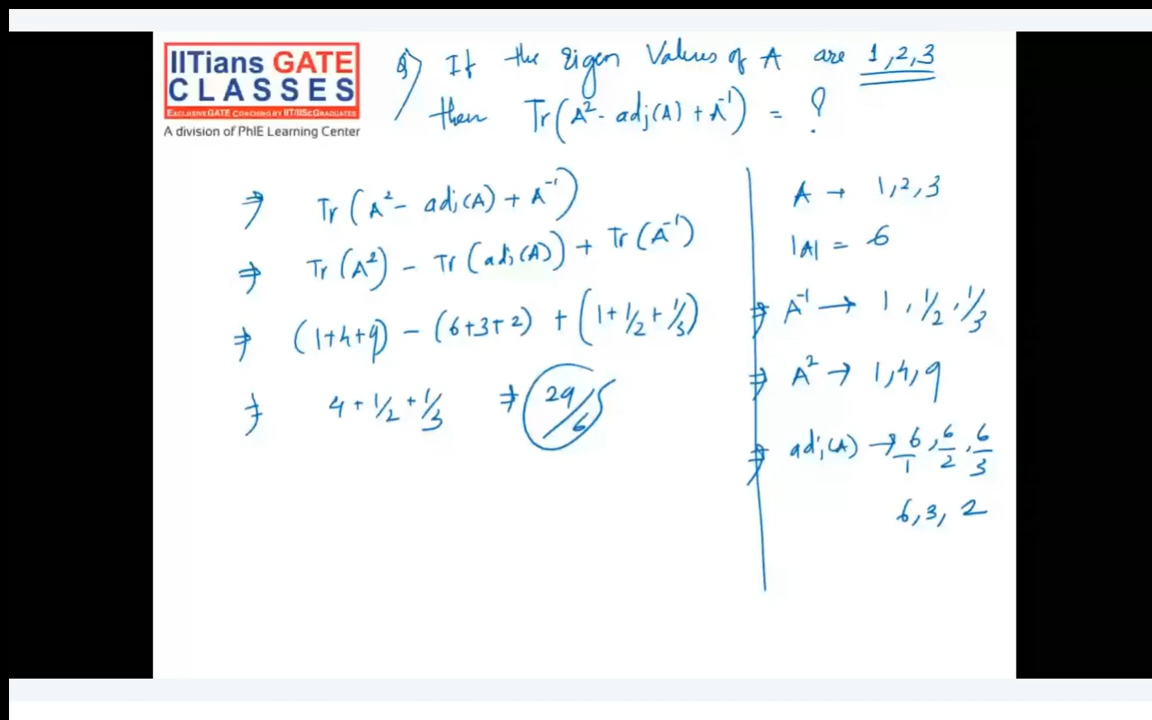 IITians GATE
CLASSES
EXCLUSIVE GATE COACHING BY IIT/IISC GRADUATES
A division of PhIE Learning Center
Q) If the Eigen Values of A are 1,2,3
then Tr(A² - adj(A) + A⁻¹) = ?
⇒ Tr(A² - adj(A) + A⁻¹)
⇒ Tr(A²) - Tr(adj(A)) + Tr(A⁻¹)
⇒ (1+4+9) - (6+3+2) + (1+1/2+1/3)
⇒ 4+1/2+1/3 ⇒ 29/6
A → 1,2,3
|A| = 6
⇒ A⁻¹ → 1, 1/2, 1/3
⇒ A² → 1,4,9
⇒ adj(A) → 6/1, 6/2, 6/3
6,3,2